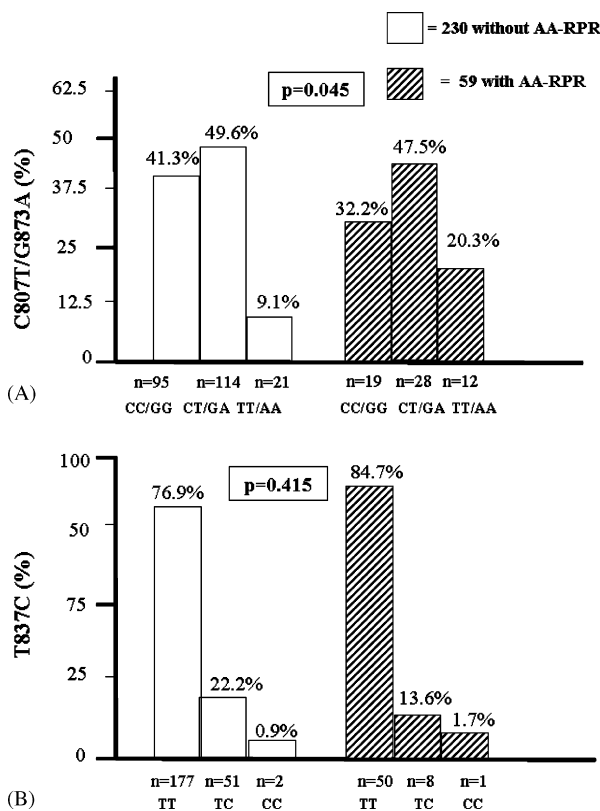 = 230 without AA-RPR
= 59 with AA-RPR
p=0.045
C807T/G873A (%)
62.5
50
37.5
25
12.5
0
41.3%
49.6%
9.1%
32.2%
47.5%
20.3%
n=95 n=114 n=21 n=19 n=28 n=12
CC/GG CT/GA TT/AA CC/GG CT/GA TT/AA
(A)
p=0.415
T837C (%)
100
50
75
25
0
76.9%
22.2%
0.9%
84.7%
13.6%
1.7%
n=177 n=51 n=2 n=50 n=8 n=1
TT TC CC TT TC CC
(B)